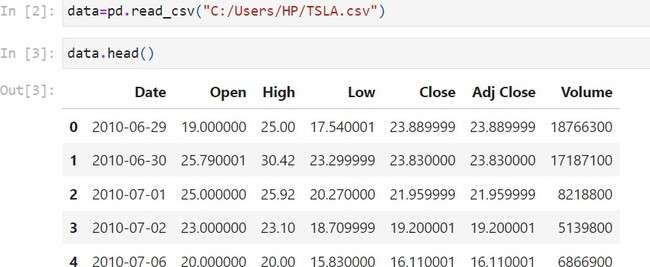 In [2]: data=pd.read_csv("C:/Users/HP/TSLA.csv")
In [3]: data.head()
Out[3]:
Date Open High Low Close Adj Close Volume
0 2010-06-29 19.000000 25.00 17.540001 23.889999 23.889999 18766300
1 2010-06-30 25.790001 30.42 23.299999 23.830000 23.830000 17187100
2 2010-07-01 25.000000 25.92 20.270000 21.959999 21.959999 8218800
3 2010-07-02 23.000000 23.10 18.709999 19.200001 19.200001 5139800
4 2010-07-06 20.000000 20.00 15.830000 16.110001 16.110001 6866900